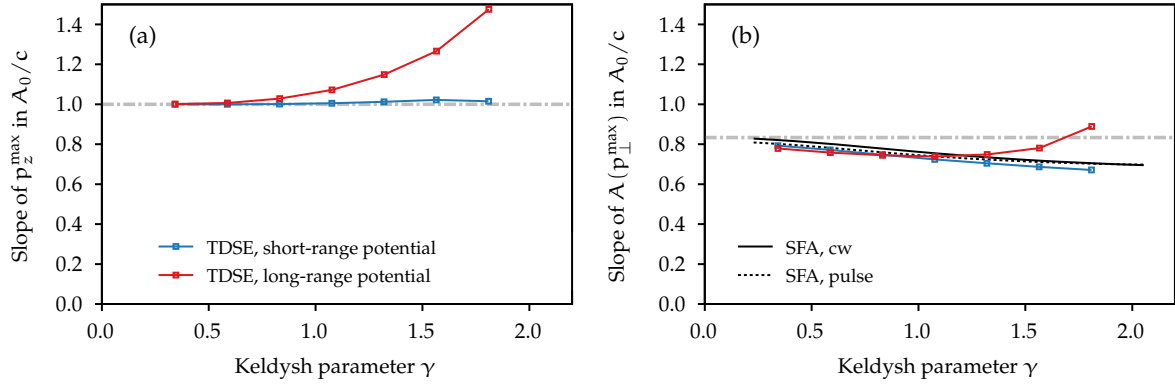 (a)
Slope of p_z^max in A₀/c
1.4
1.2
1.0
0.8
0.6
0.4
0.2
0.0
TDSE, short-range potential
TDSE, long-range potential
0.0 0.5 1.0 1.5 2.0
Keldysh parameter γ
(b)
Slope of A(p_⊥^max) in A₀/c
1.4
1.2
1.0
0.8
0.6
0.4
0.2
0.0
SFA, cw
SFA, pulse
0.0 0.5 1.0 1.5 2.0
Keldysh parameter γ